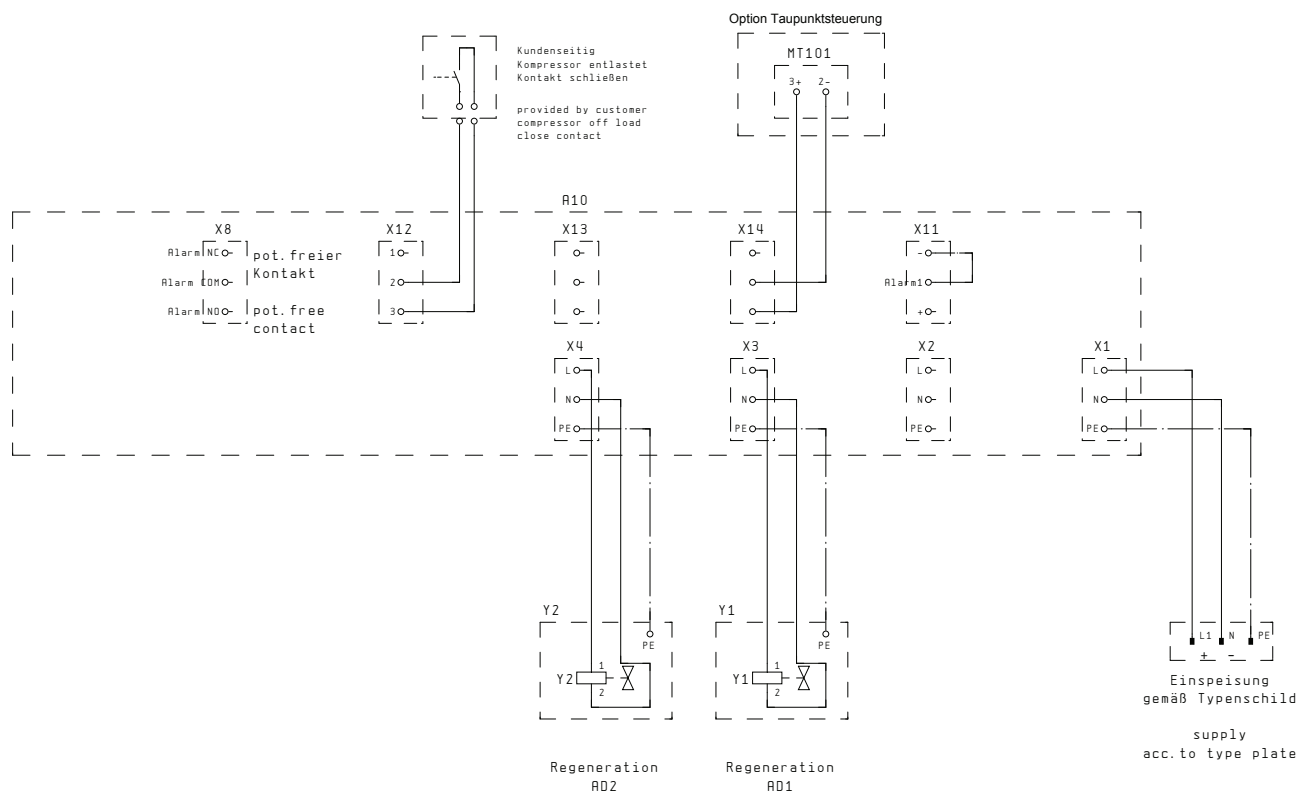 Option Taupunktsteuerung
MT101
3+ 2-
Kundenseitig
Kompressor entlastet
Kontakt schließen
provided by customer
compressor off load
close contact
A10
X8 X12 X13 X14 X11
Alarm NC
Alarm COM
Alarm NO
pot.freier
Kontakt
pot.free
contact
1
2
3
-
Alarm1
+
X4 X3 X2 X1
L L L L
N N N N
PE PE PE PE
Y2 Y1
PE PE
Y2 1 2
Y1 1 2
L1 N PE
+ -
Einspeisung
gemäß Typenschild
supply
acc.to type plate
Regeneration
AD2
Regeneration
AD1